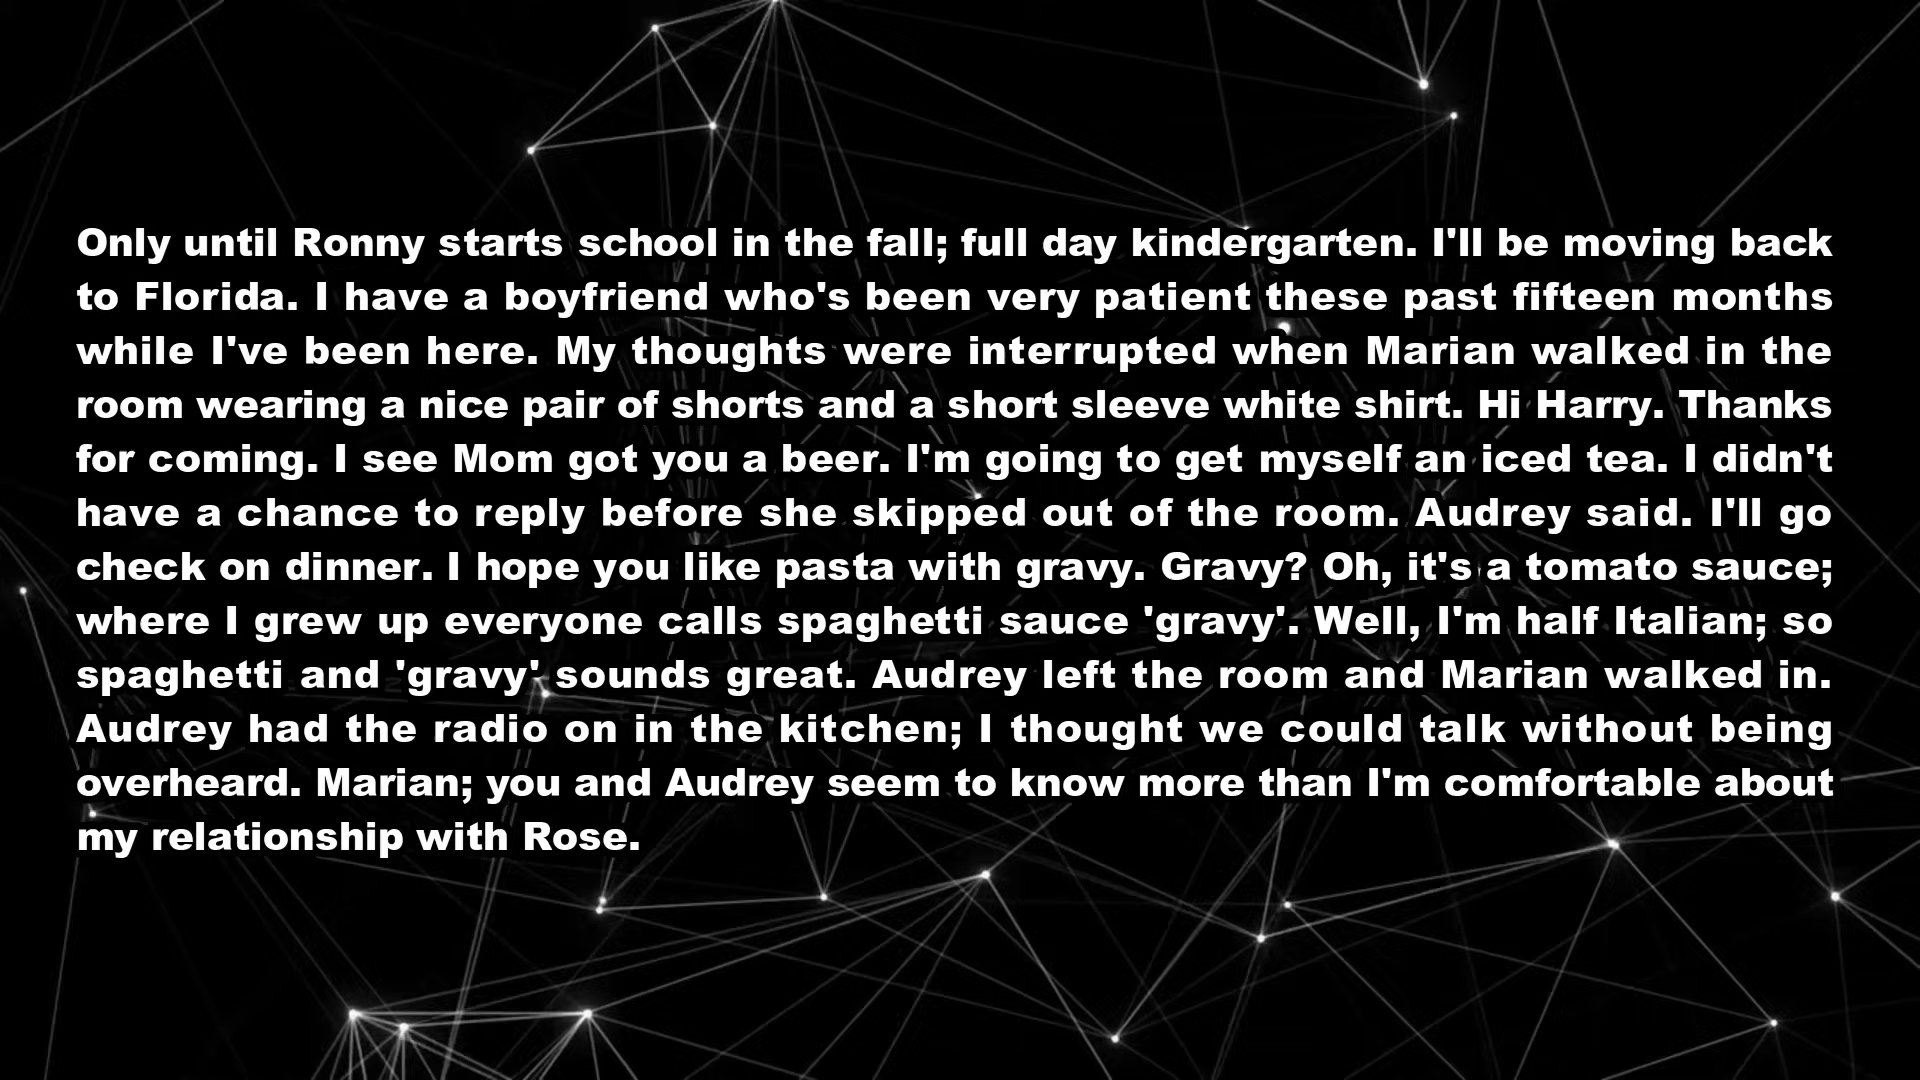 Only until Ronny starts school in the fall; full day kindergarten. I'll be moving back
to Florida. I have a boyfriend who's been very patient these past fifteen months
while I've been here. My thoughts were interrupted when Marian walked in the
room wearing a nice pair of shorts and a short sleeve white shirt. Hi Harry. Thanks
for coming. I see Mom got you a beer. I'm going to get myself an iced tea. I didn't
have a chance to reply before she skipped out of the room. Audrey said. I'll go
check on dinner. I hope you like pasta with gravy. Gravy? Oh, it's a tomato sauce;
where I grew up everyone calls spaghetti sauce 'gravy'. Well, I'm half Italian; so
spaghetti and 'gravy' sounds great. Audrey left the room and Marian walked in.
Audrey had the radio on in the kitchen; I thought we could talk without being
overheard. Marian; you and Audrey seem to know more than I'm comfortable about
my relationship with Rose.